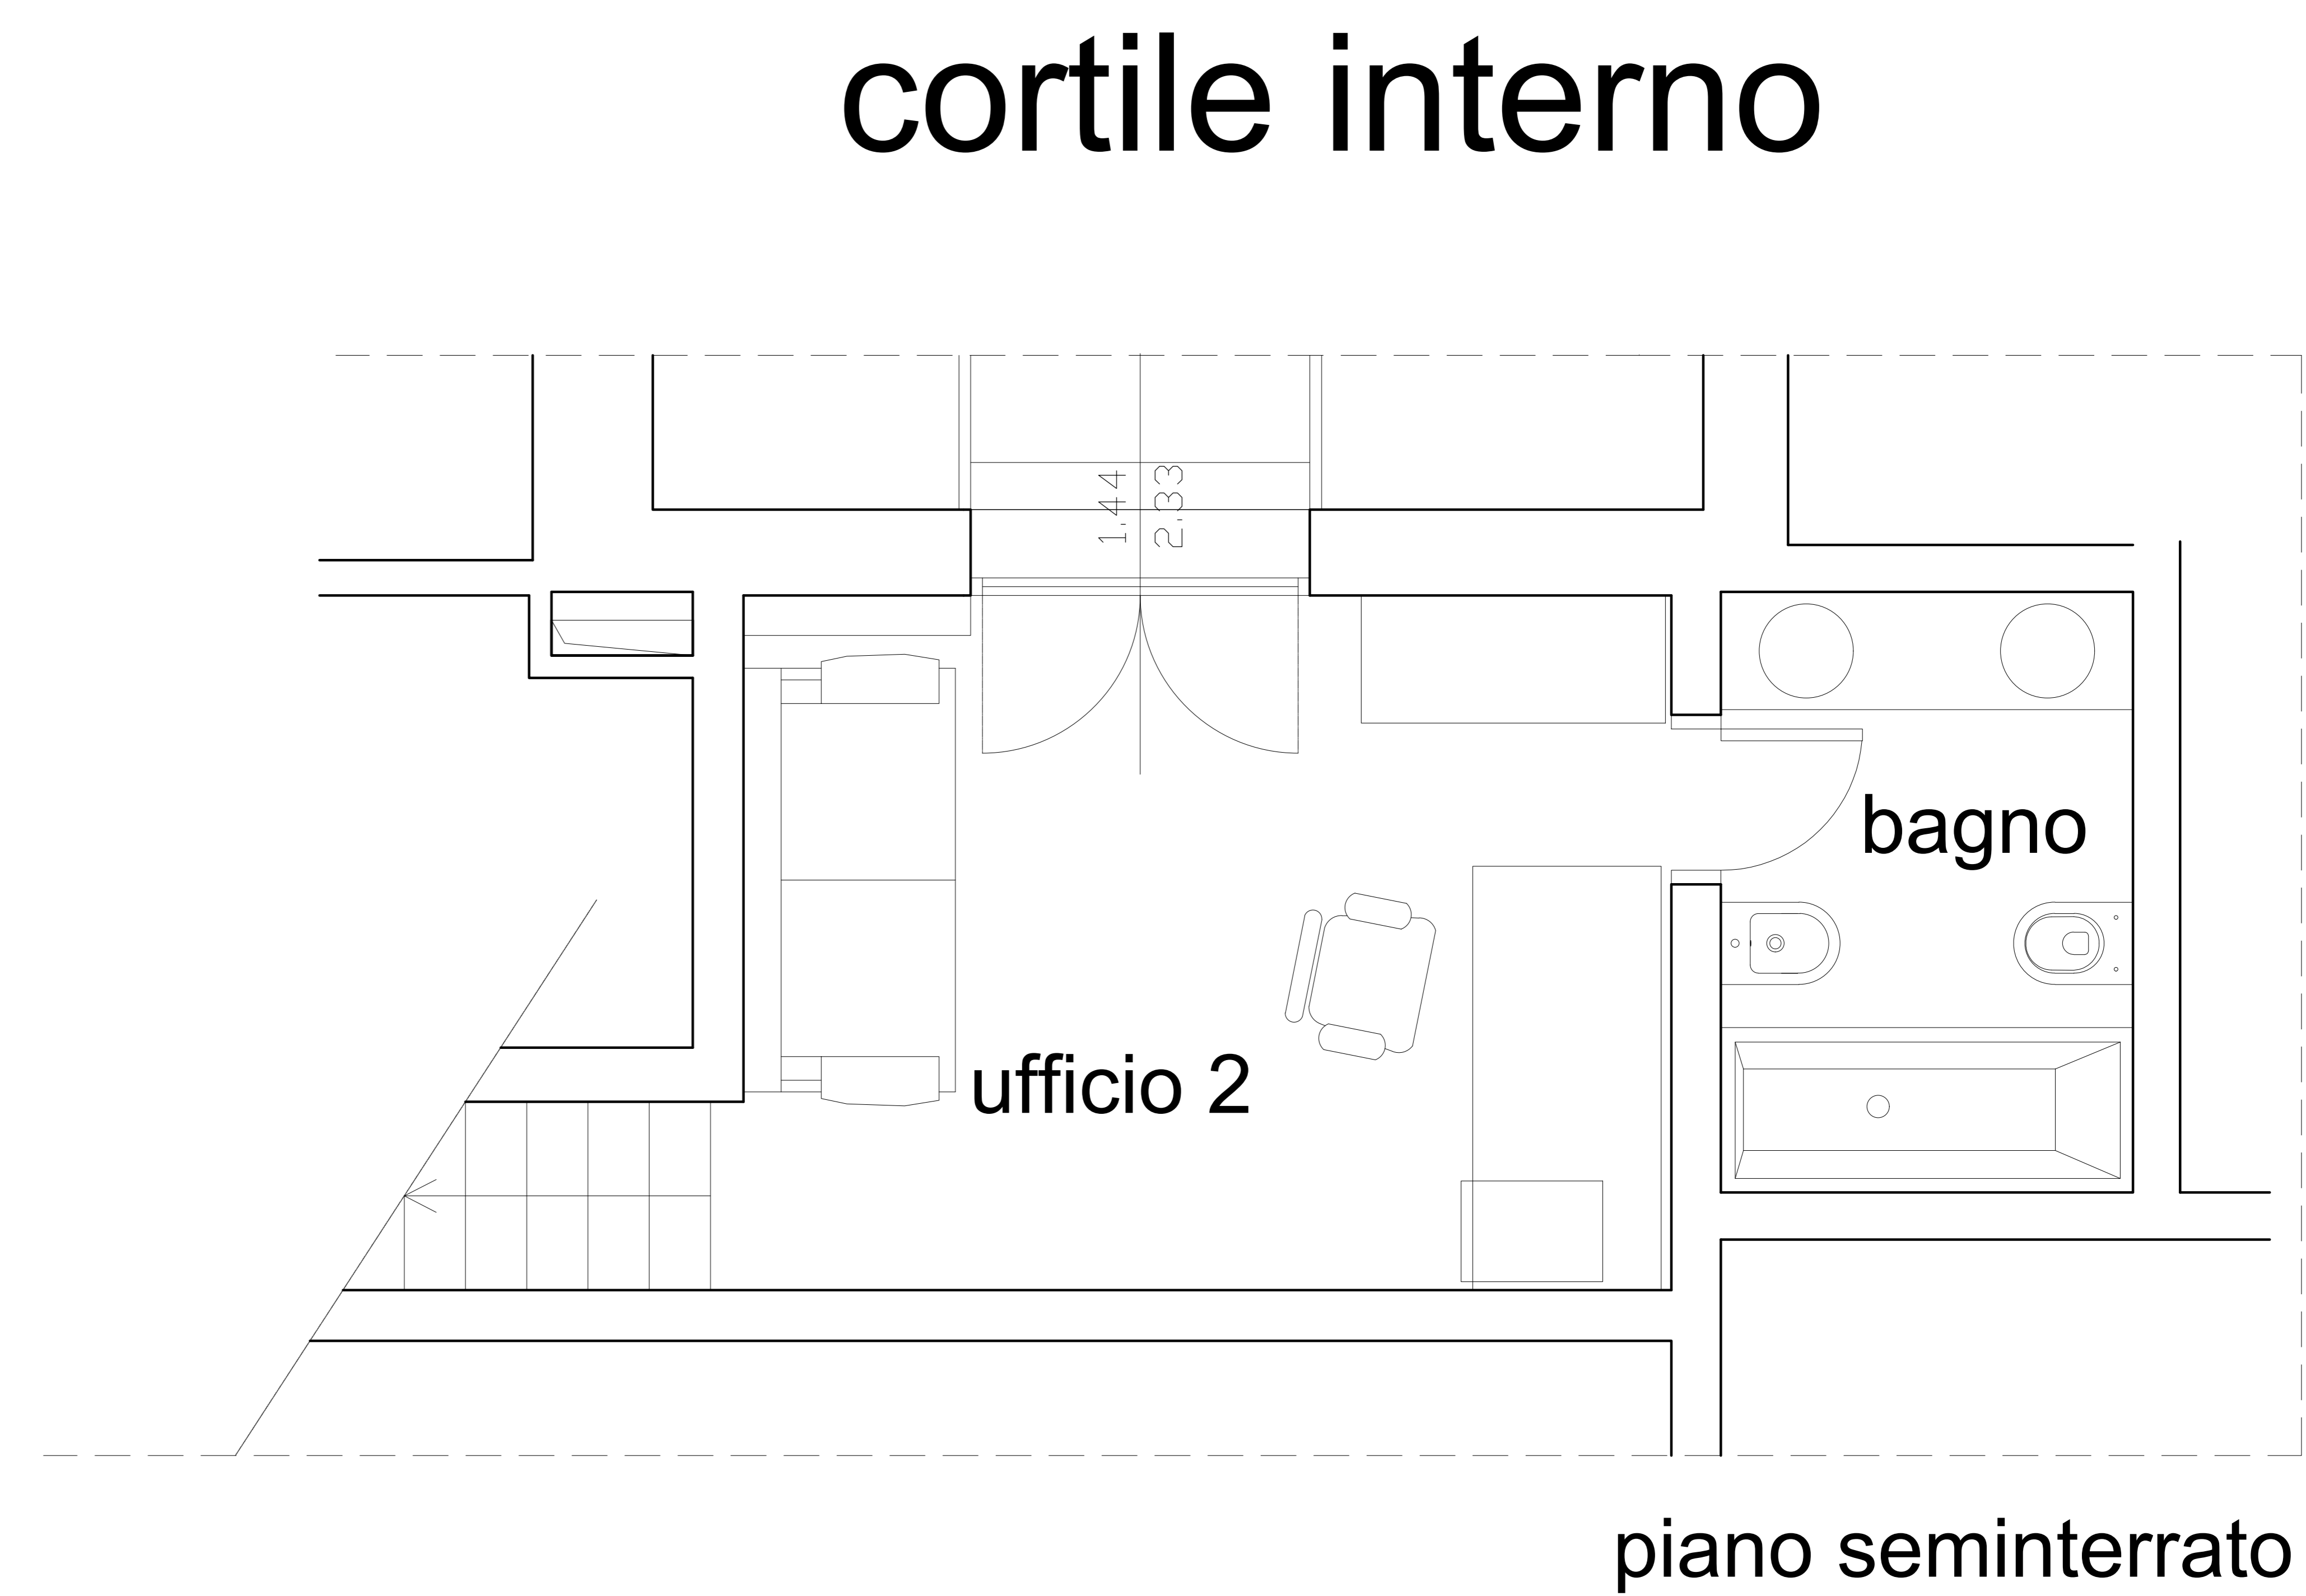 cortile interno
1.44
2.33
bagno
ufficio 2
piano seminterrato